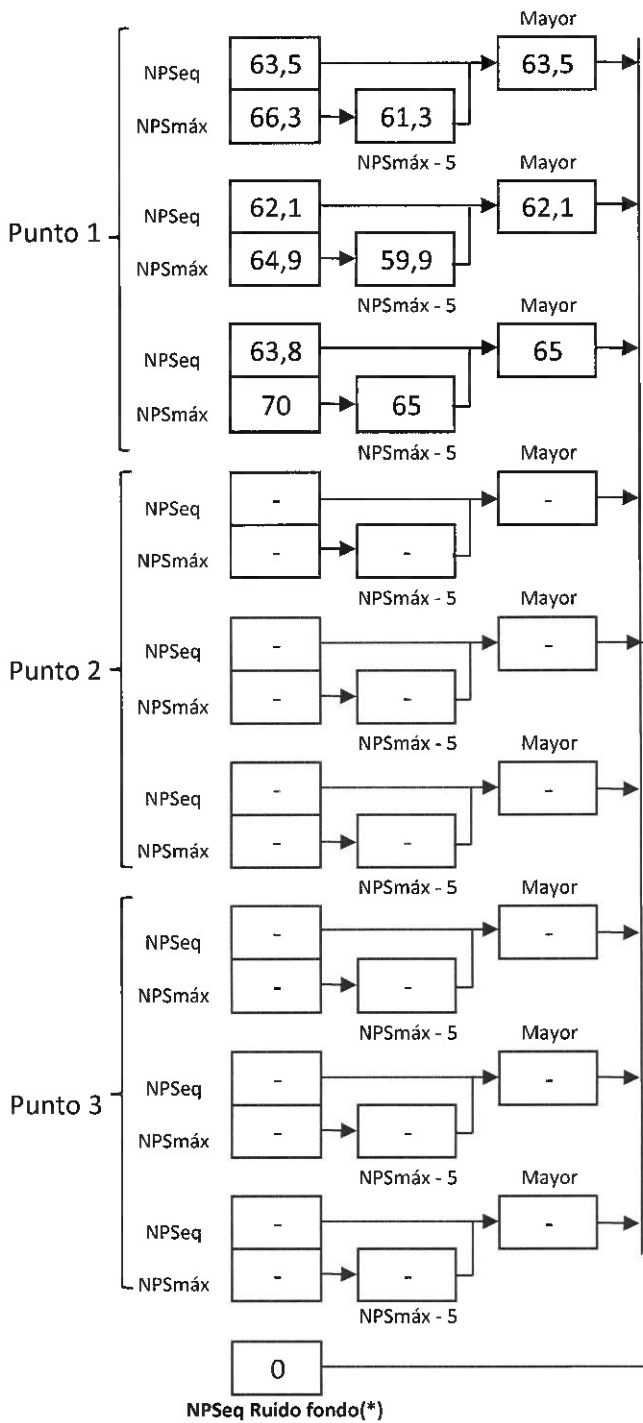 Mayor
NPSeq 63,5 63,5
NPSmáx 66,3 61,3
NPSmáx - 5 Mayor
Punto 1
NPSeq 62,1 62,1
NPSmáx 64,9 59,9
NPSmáx - 5 Mayor
NPSeq 63,8 65
NPSmáx 70 65
NPSmáx - 5 Mayor
NPSeq - -
NPSmáx - -
NPSmáx - 5 Mayor
Punto 2
NPSeq - -
NPSmáx - -
NPSmáx - 5 Mayor
NPSeq - -
NPSmáx - -
NPSmáx - 5 Mayor
NPSeq - -
NPSmáx - -
NPSmáx - 5 Mayor
Punto 3
NPSeq - -
NPSmáx - -
NPSmáx - 5 Mayor
NPSeq - -
NPSmáx - -
NPSmáx - 5
0
NPSeq Ruido fondo(*)